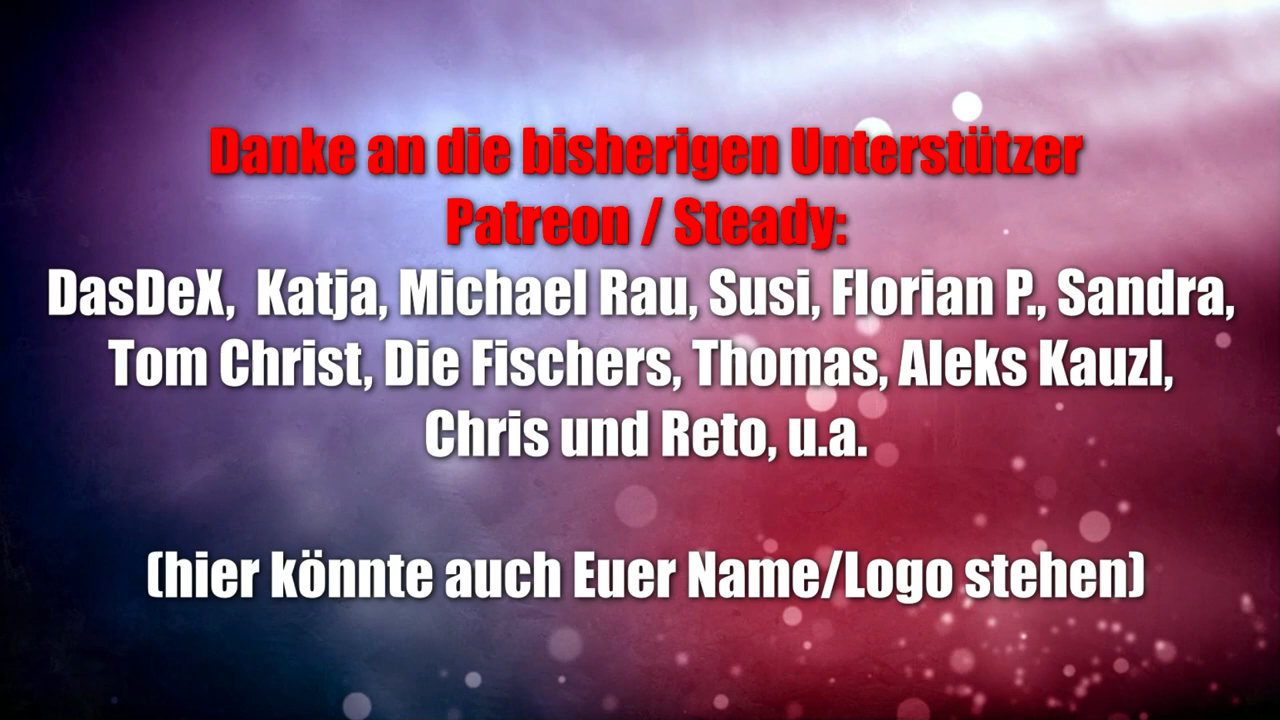 Danke an die bisherigen Unterstützer
Patreon / Steady:
DasDeX, Katja, Michael Rau, Susi, Florian P., Sandra,
Tom Christ, Die Fischers, Thomas, Aleks Kauzl,
Chris und Reto, u.a.
(hier könnte auch Euer Name/Logo stehen)